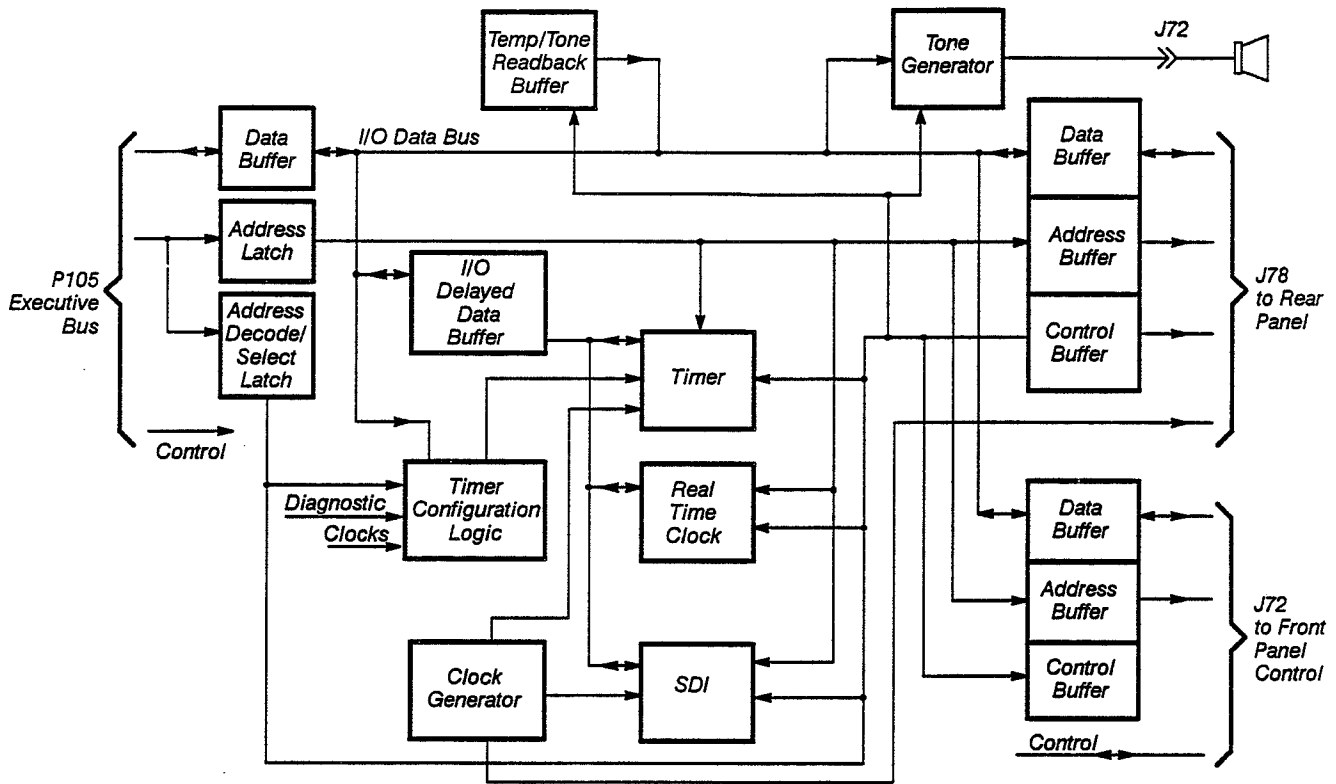 Temp/Tone
Readback
Buffer
Tone
Generator
J72
Data
Buffer
I/O Data Bus
Data
Buffer
Address
Latch
Address
Buffer
P105
Executive
Bus
Address
Decode/
Select
Latch
I/O
Delayed
Data
Buffer
Control
Buffer
J78
to Rear
Panel
Timer
Control
Diagnostic
Clocks
Timer
Configuration
Logic
Real
Time
Clock
Data
Buffer
Address
Buffer
Control
Buffer
J72
to Front
Panel
Control
Clock
Generator
SDI
Control